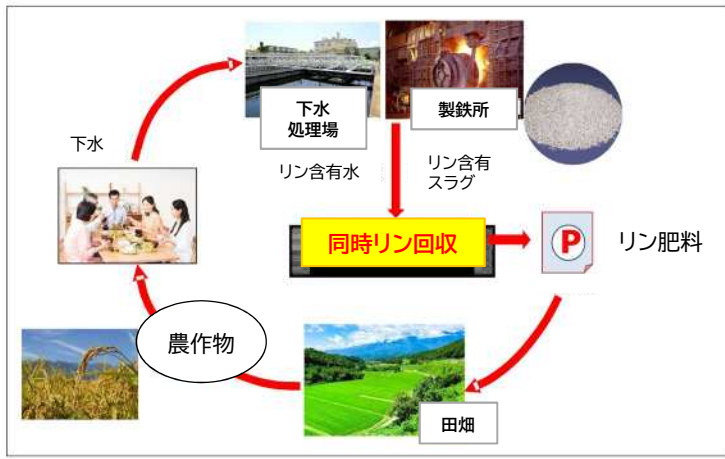 下水
処理場
製鉄所
下水
リン含有水
リン含有
スラグ
同時リン回収
P
リン肥料
農作物
田畑